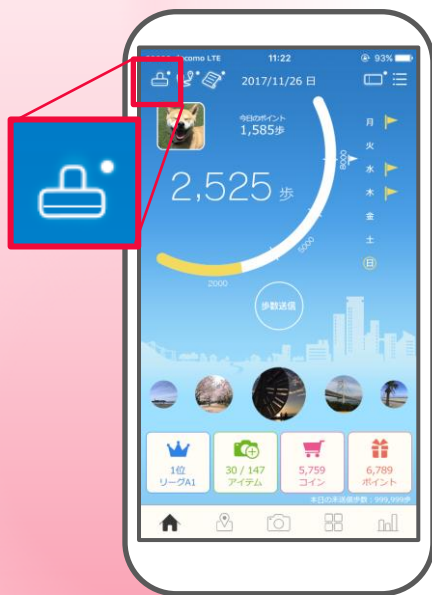 docomo LTE 11:22 93%
2017/11/26 日
今日のポイント
1,585歩
2,525 歩
8000
5000
2000
月
火
水
木
金
土
日
歩数送信
1位
リーグA1
30 / 147
アイテム
5,759
コイン
6,789
ポイント
本日の未送信歩数：999,999歩